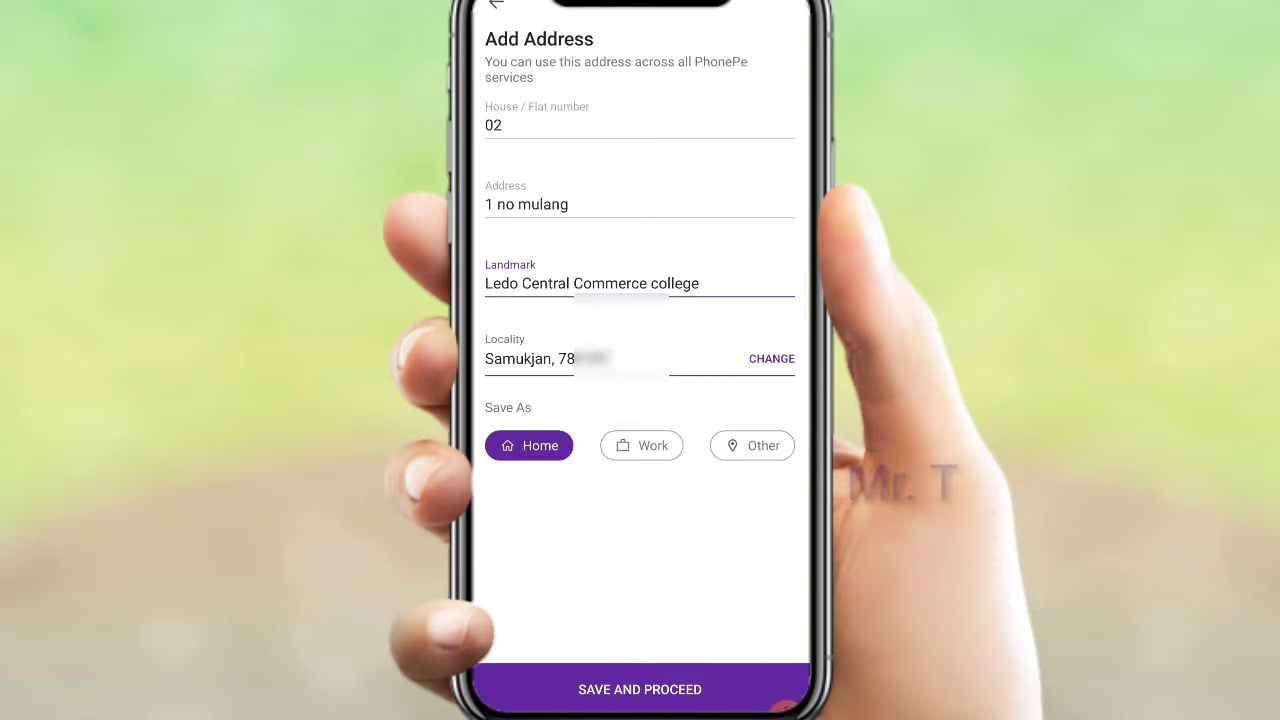 Add Address
You can use this address across all PhonePe
services
House / Flat number
02
Address
1 no mulang
Landmark
Ledo Central Commerce college
Locality
Samukjan, 78
CHANGE
Save As
Home
Work
Other
Mr. T
SAVE AND PROCEED